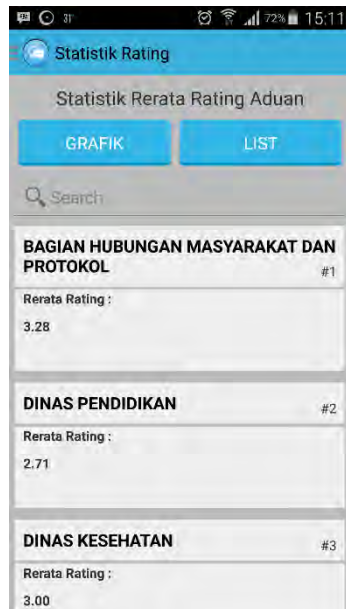 31° 72% 15:11
Statistik Rating
Statistik Rerata Rating Aduan
GRAFIK LIST
Search
BAGIAN HUBUNGAN MASYARAKAT DAN
PROTOKOL #1
Rerata Rating :
3.28
DINAS PENDIDIKAN #2
Rerata Rating :
2.71
DINAS KESEHATAN #3
Rerata Rating :
3.00